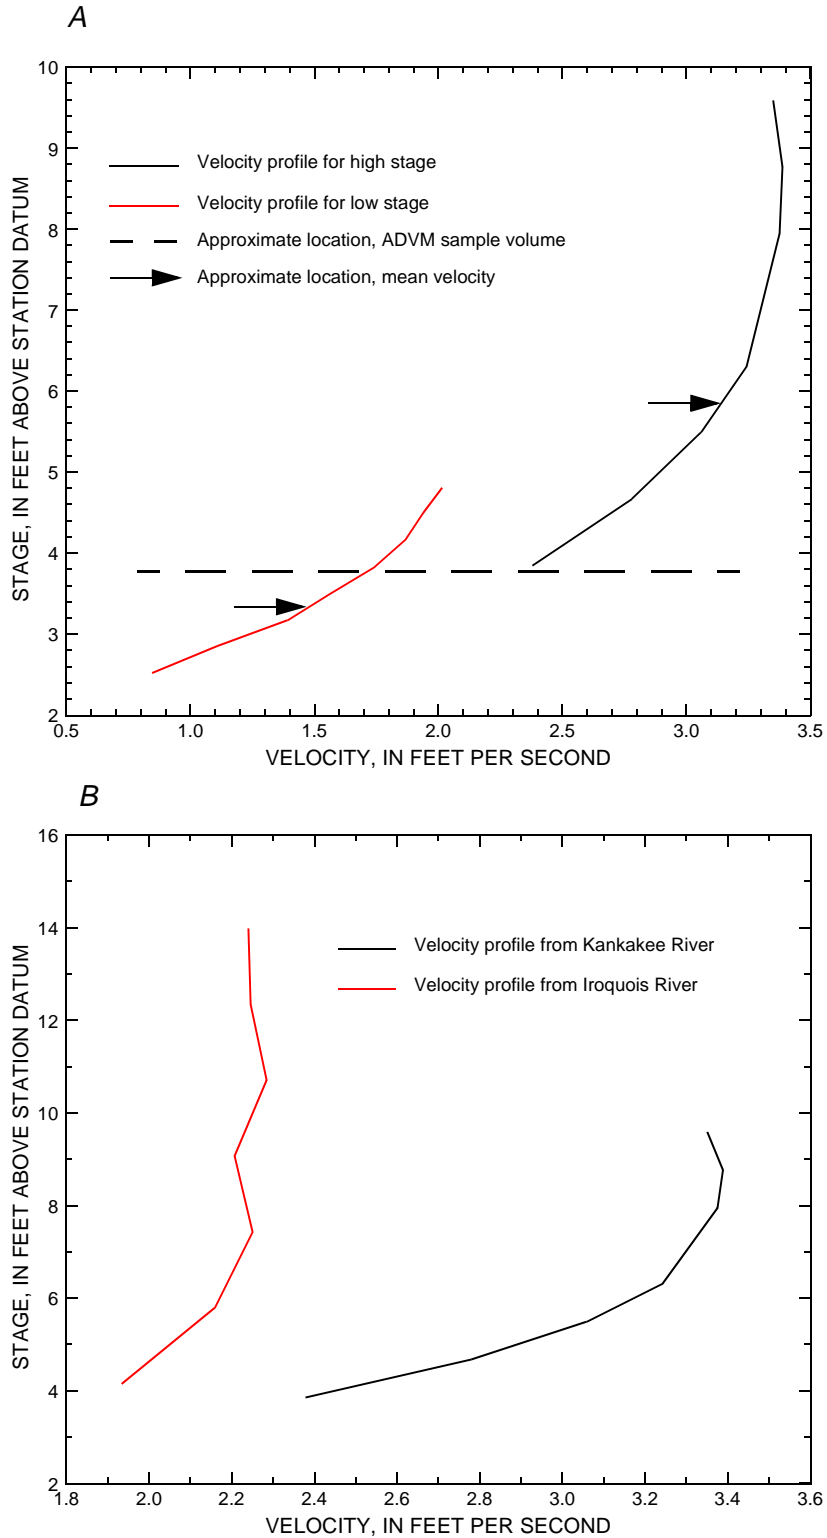 A
10
9
8
7
6
5
4
3
2
STAGE, IN FEET ABOVE STATION DATUM
Velocity profile for high stage
Velocity profile for low stage
Approximate location, ADVM sample volume
Approximate location, mean velocity
0.5 1.0 1.5 2.0 2.5 3.0 3.5
VELOCITY, IN FEET PER SECOND
B
16
14
12
10
8
6
4
2
STAGE, IN FEET ABOVE STATION DATUM
Velocity profile from Kankakee River
Velocity profile from Iroquois River
1.8 2.0 2.2 2.4 2.6 2.8 3.0 3.2 3.4 3.6
VELOCITY, IN FEET PER SECOND